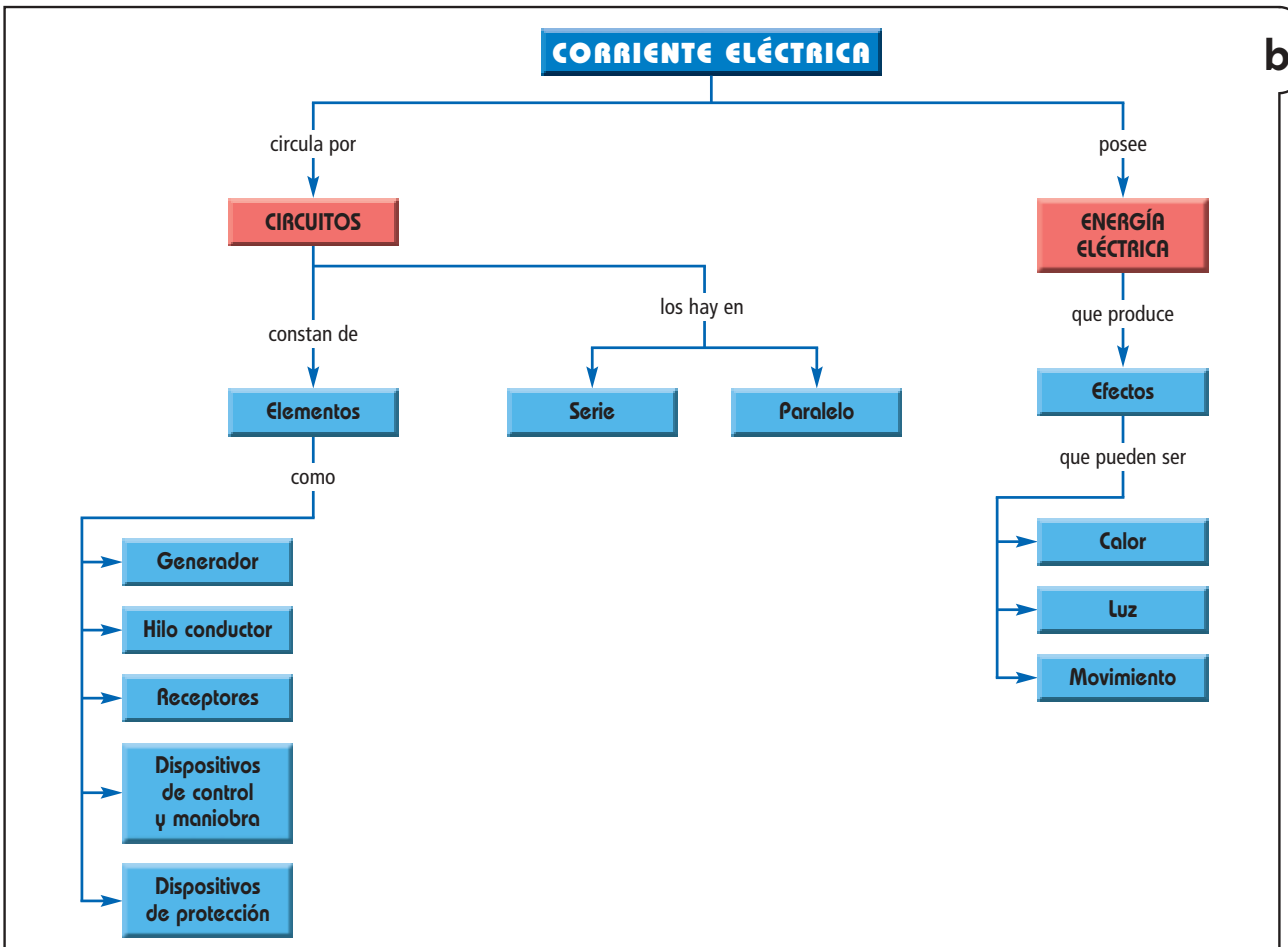 CORRIENTE ELÉCTRICA
b
circula por
posee
CIRCUITOS
ENERGÍA
ELÉCTRICA
los hay en
que produce
constan de
Elementos
Serie
Paralelo
Efectos
como
que pueden ser
Generador
Hilo conductor
Receptores
Dispositivos
de control
y maniobra
Dispositivos
de protección
Calor
Luz
Movimiento